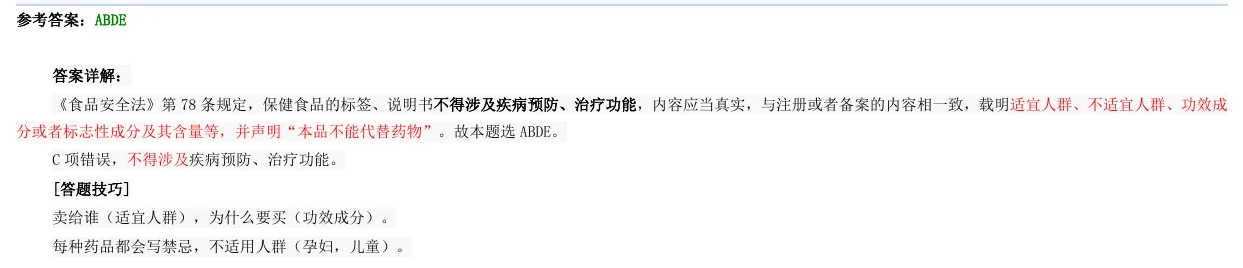 参考答案：ABDE
答案详解：
《食品安全法》第 78 条规定，保健食品的标签、说明书不得涉及疾病预防、治疗功能，内容应当真实，与注册或者备案的内容相一致，载明适宜人群、不适宜人群、功效成
分或者标志性成分及其含量等，并声明“本品不能代替药物”。故本题选 ABDE。
C 项错误，不得涉及疾病预防、治疗功能。
[答题技巧]
卖给谁（适宜人群），为什么要买（功效成分）。
每种药品都会写禁忌，不适用人群（孕妇，儿童）。